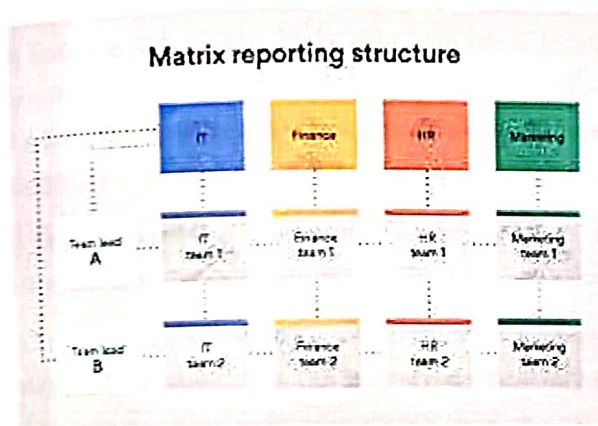 Matrix reporting structure
IT
Finance
HR
Marketing
Team lead
A
IT
team 1
Finance
team 1
HR
team 1
Marketing
team 1
Team lead
B
IT
team 2
Finance
team 2
HR
team 2
Marketing
team 2